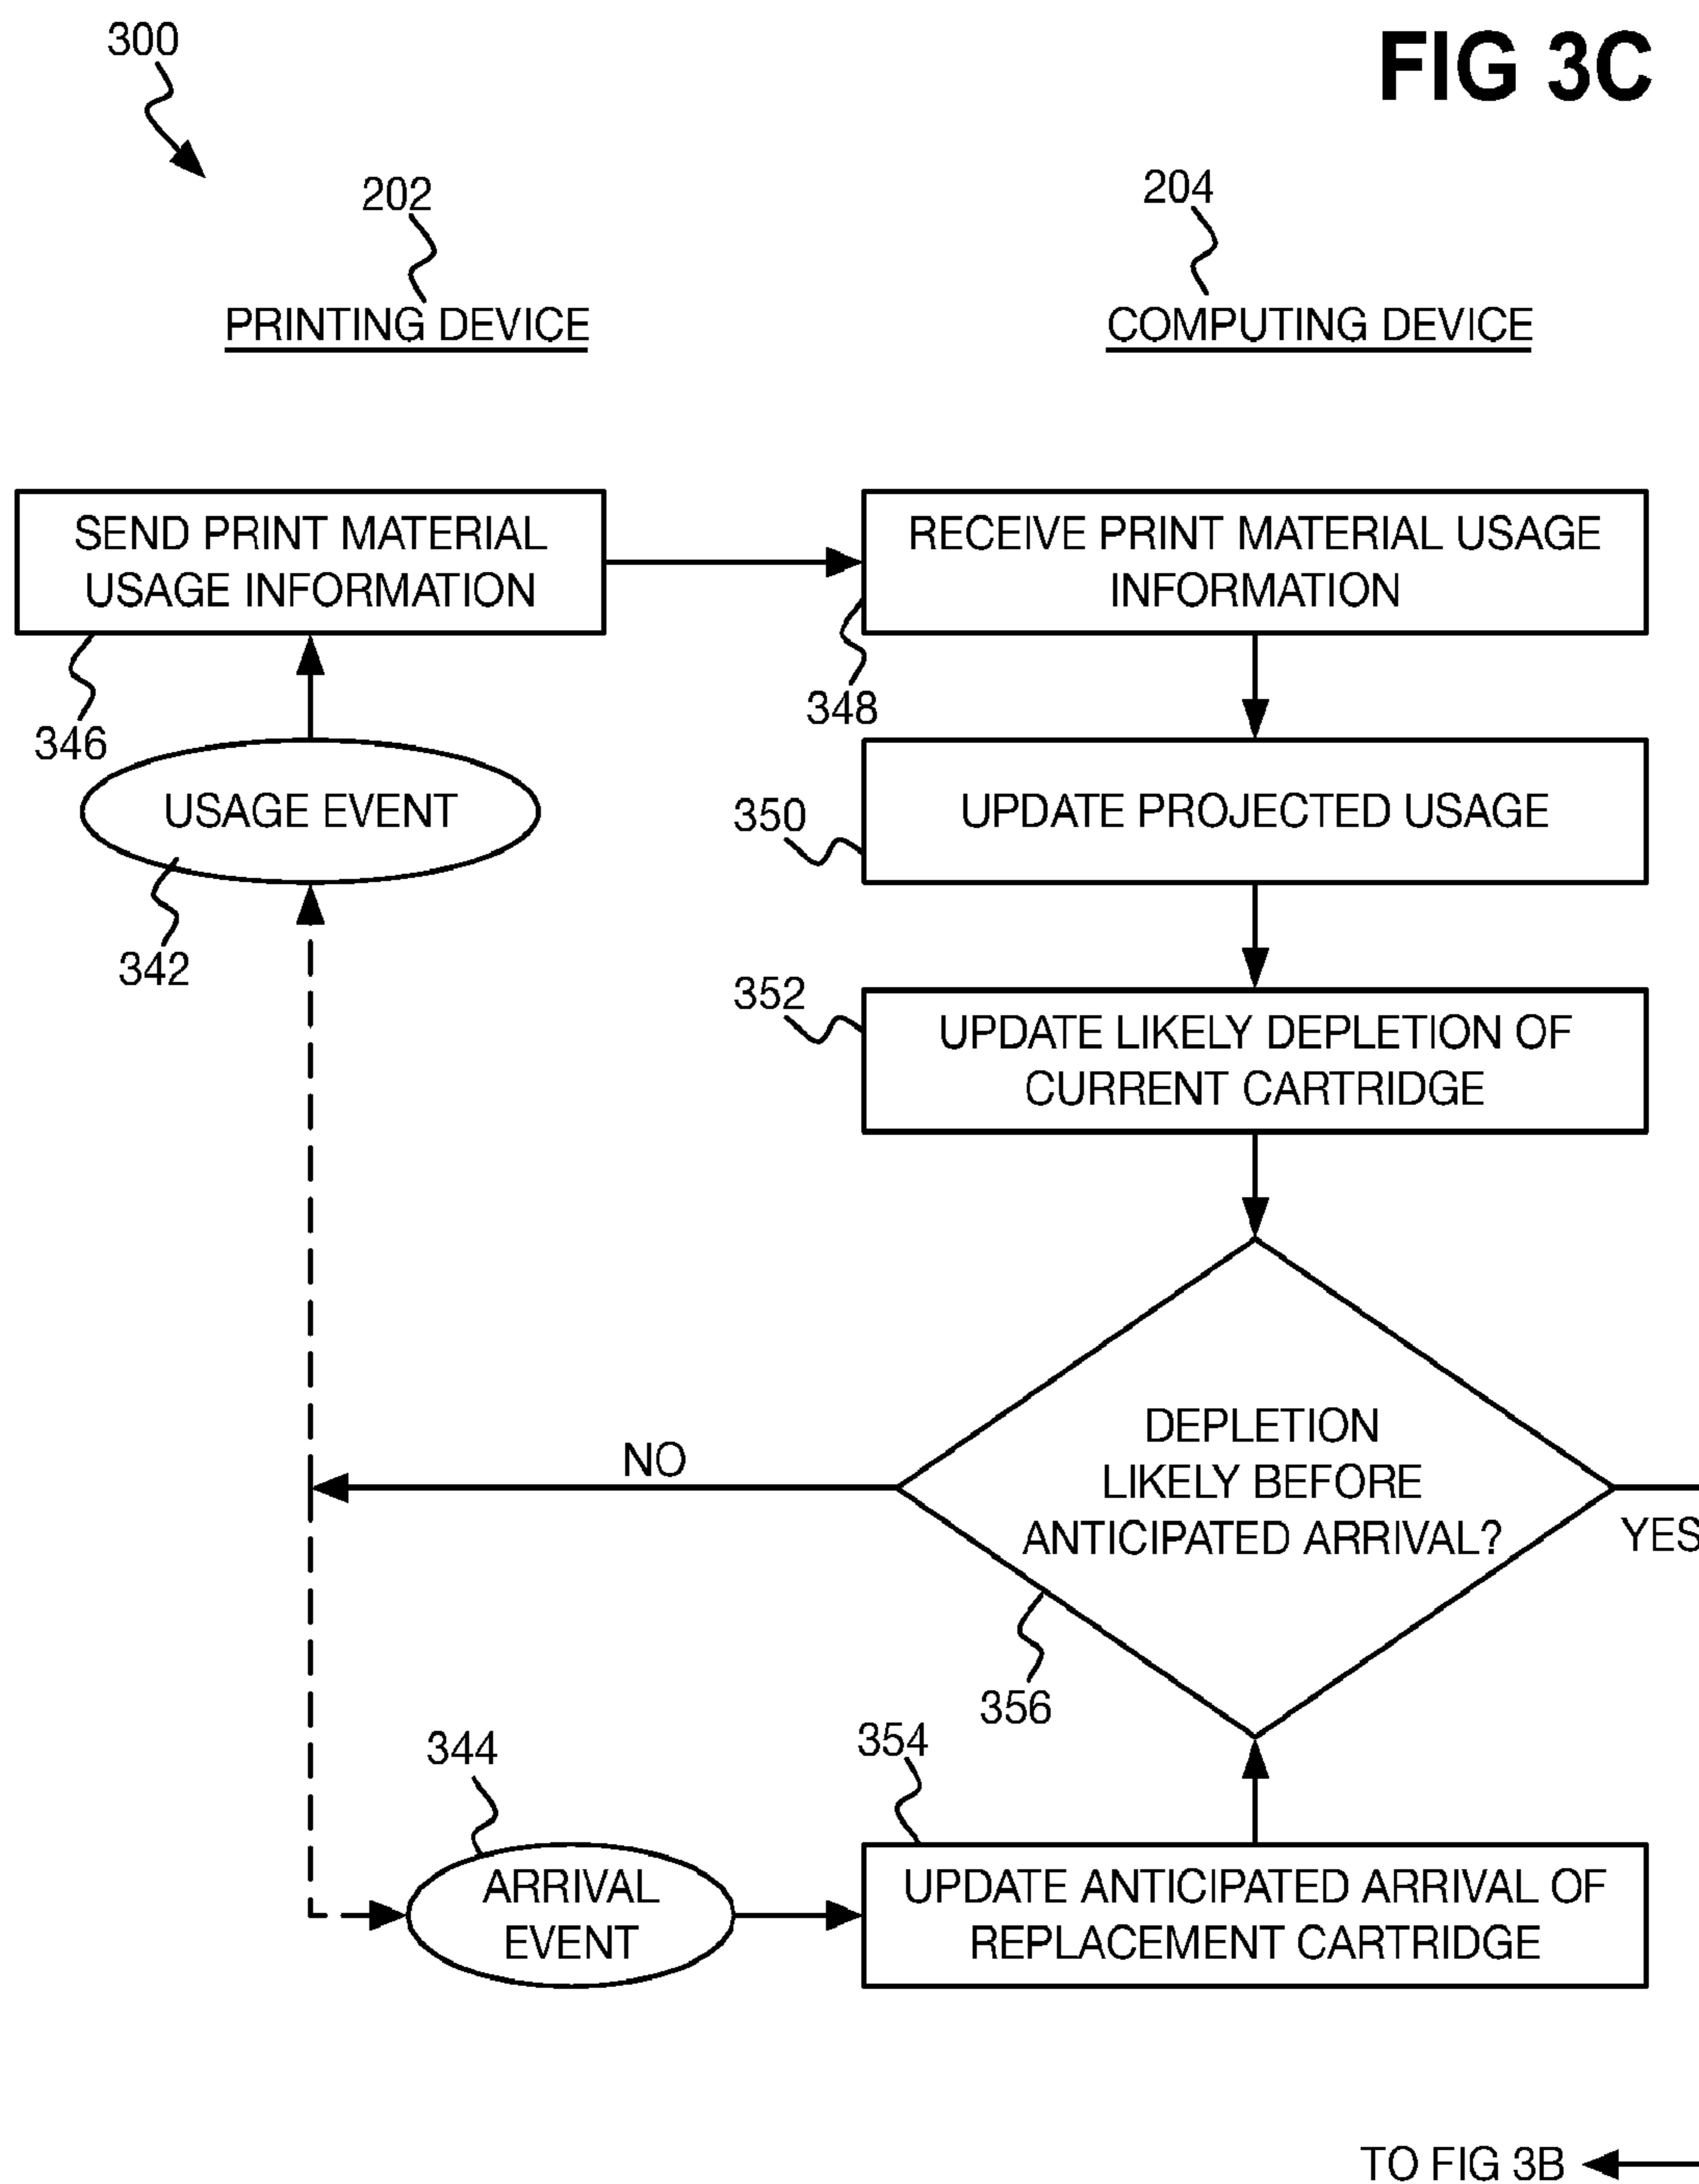 300
FIG 3C
202
204
PRINTING DEVICE
COMPUTING DEVICE
SEND PRINT MATERIAL
USAGE INFORMATION
RECEIVE PRINT MATERIAL USAGE
INFORMATION
346
348
USAGE EVENT
350
UPDATE PROJECTED USAGE
342
352
UPDATE LIKELY DEPLETION OF
CURRENT CARTRIDGE
NO
DEPLETION
LIKELY BEFORE
ANTICIPATED ARRIVAL?
YES
356
344
354
ARRIVAL
EVENT
UPDATE ANTICIPATED ARRIVAL OF
REPLACEMENT CARTRIDGE
TO FIG 3B